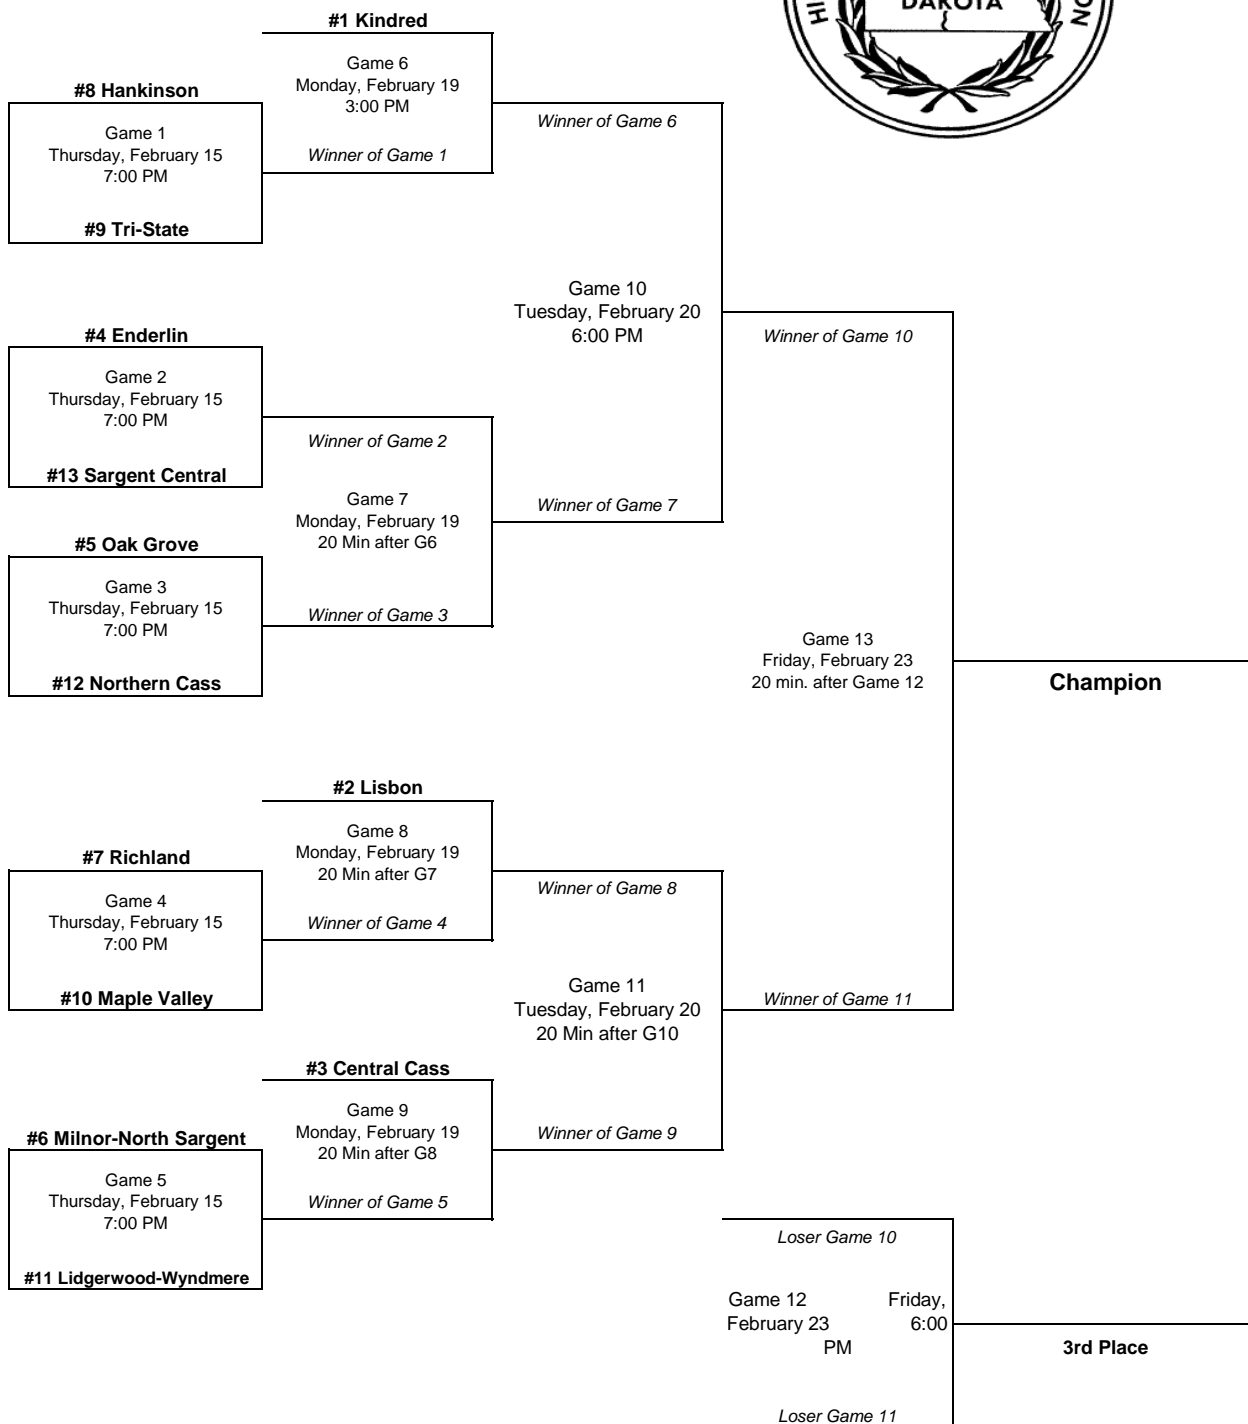 DAKOTA
HI
ON
#1 Kindred
Game 6
Monday, February 19
3:00 PM
Winner of Game 1
#8 Hankinson
Game 1
Thursday, February 15
7:00 PM
#9 Tri-State
Winner of Game 6
Game 10
Tuesday, February 20
6:00 PM
#4 Enderlin
Game 2
Thursday, February 15
7:00 PM
#13 Sargent Central
Winner of Game 2
Game 7
Monday, February 19
20 Min after G6
Winner of Game 3
Winner of Game 7
#5 Oak Grove
Game 3
Thursday, February 15
7:00 PM
#12 Northern Cass
Winner of Game 10
Game 13
Friday, February 23
20 min. after Game 12
Champion
#2 Lisbon
Game 8
Monday, February 19
20 Min after G7
Winner of Game 4
#7 Richland
Game 4
Thursday, February 15
7:00 PM
#10 Maple Valley
Winner of Game 8
Game 11
Tuesday, February 20
20 Min after G10
Winner of Game 11
#3 Central Cass
Game 9
Monday, February 19
20 Min after G8
Winner of Game 5
Winner of Game 9
#6 Milnor-North Sargent
Game 5
Thursday, February 15
7:00 PM
#11 Lidgerwood-Wyndmere
Loser Game 10
Game 12 Friday,
February 23 6:00
PM
3rd Place
Loser Game 11